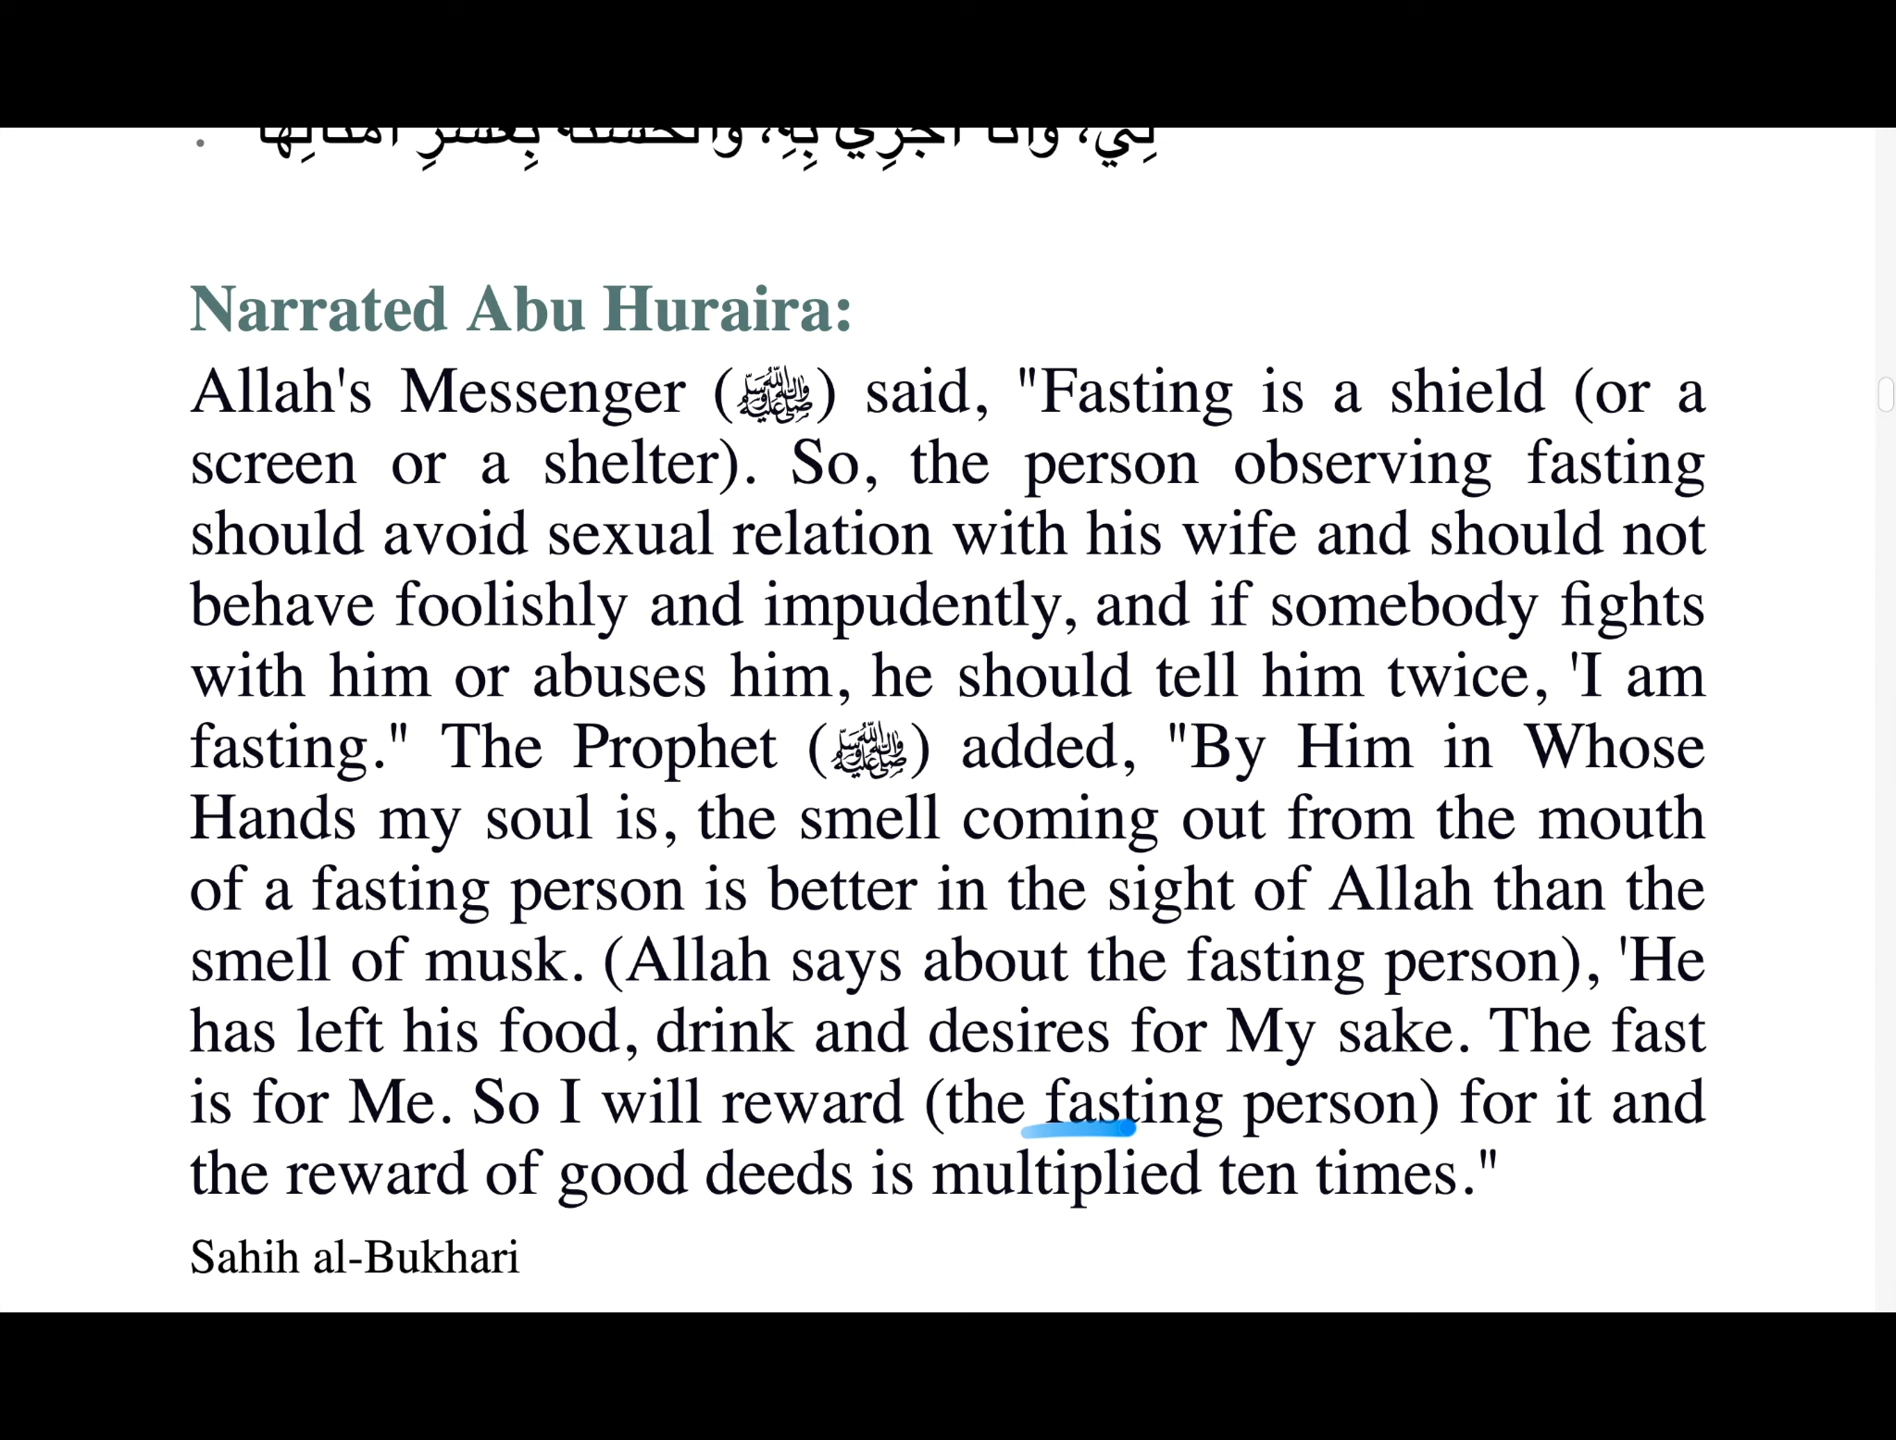 لِي، وَأَنَا أَجْزِي بِهِ، وَالْحَسَنَةُ بِعَشْرِ أَمْثَالِهَا ‏.‏
Narrated Abu Huraira:
Allah's Messenger (ﷺ) said, "Fasting is a shield (or a
screen or a shelter). So, the person observing fasting
should avoid sexual relation with his wife and should not
behave foolishly and impudently, and if somebody fights
with him or abuses him, he should tell him twice, 'I am
fasting." The Prophet (ﷺ) added, "By Him in Whose
Hands my soul is, the smell coming out from the mouth
of a fasting person is better in the sight of Allah than the
smell of musk. (Allah says about the fasting person), 'He
has left his food, drink and desires for My sake. The fast
is for Me. So I will reward (the fasting person) for it and
the reward of good deeds is multiplied ten times."
Sahih al-Bukhari